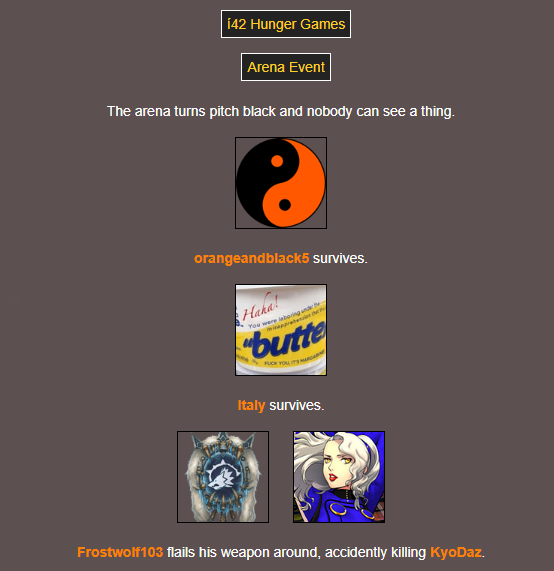 í42 Hunger Games
Arena Event
The arena turns pitch black and nobody can see a thing.
orangeandblack5 survives.
Haha!
You were laboring under the
misapprehension that this
"butte
FUCK YOU, IT'S MARGARINE
Italy survives.
Frostwolf103 flails his weapon around, accidently killing KyoDaz.